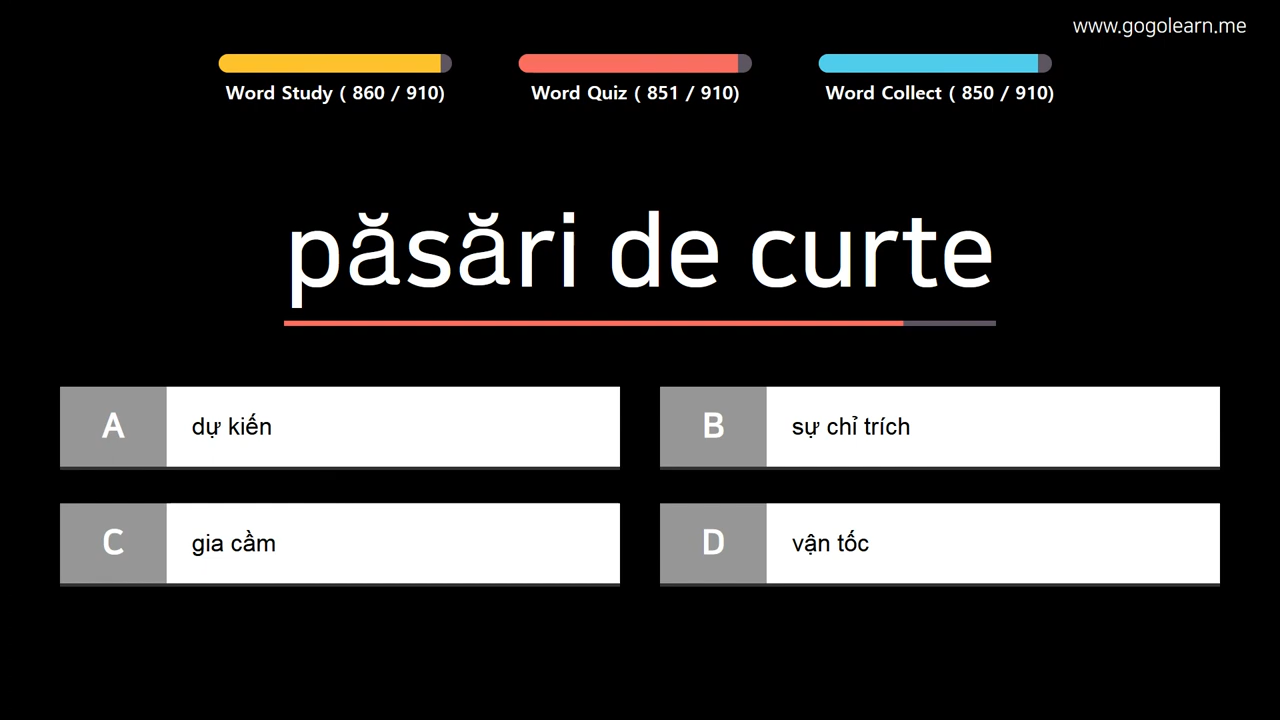 www.gogolearn.me
Word Study ( 860 / 910)
Word Quiz ( 851 / 910)
Word Collect ( 850 / 910)
păsări de curte
A
dự kiến
B
sự chỉ trích
C
gia cầm
D
vận tốc